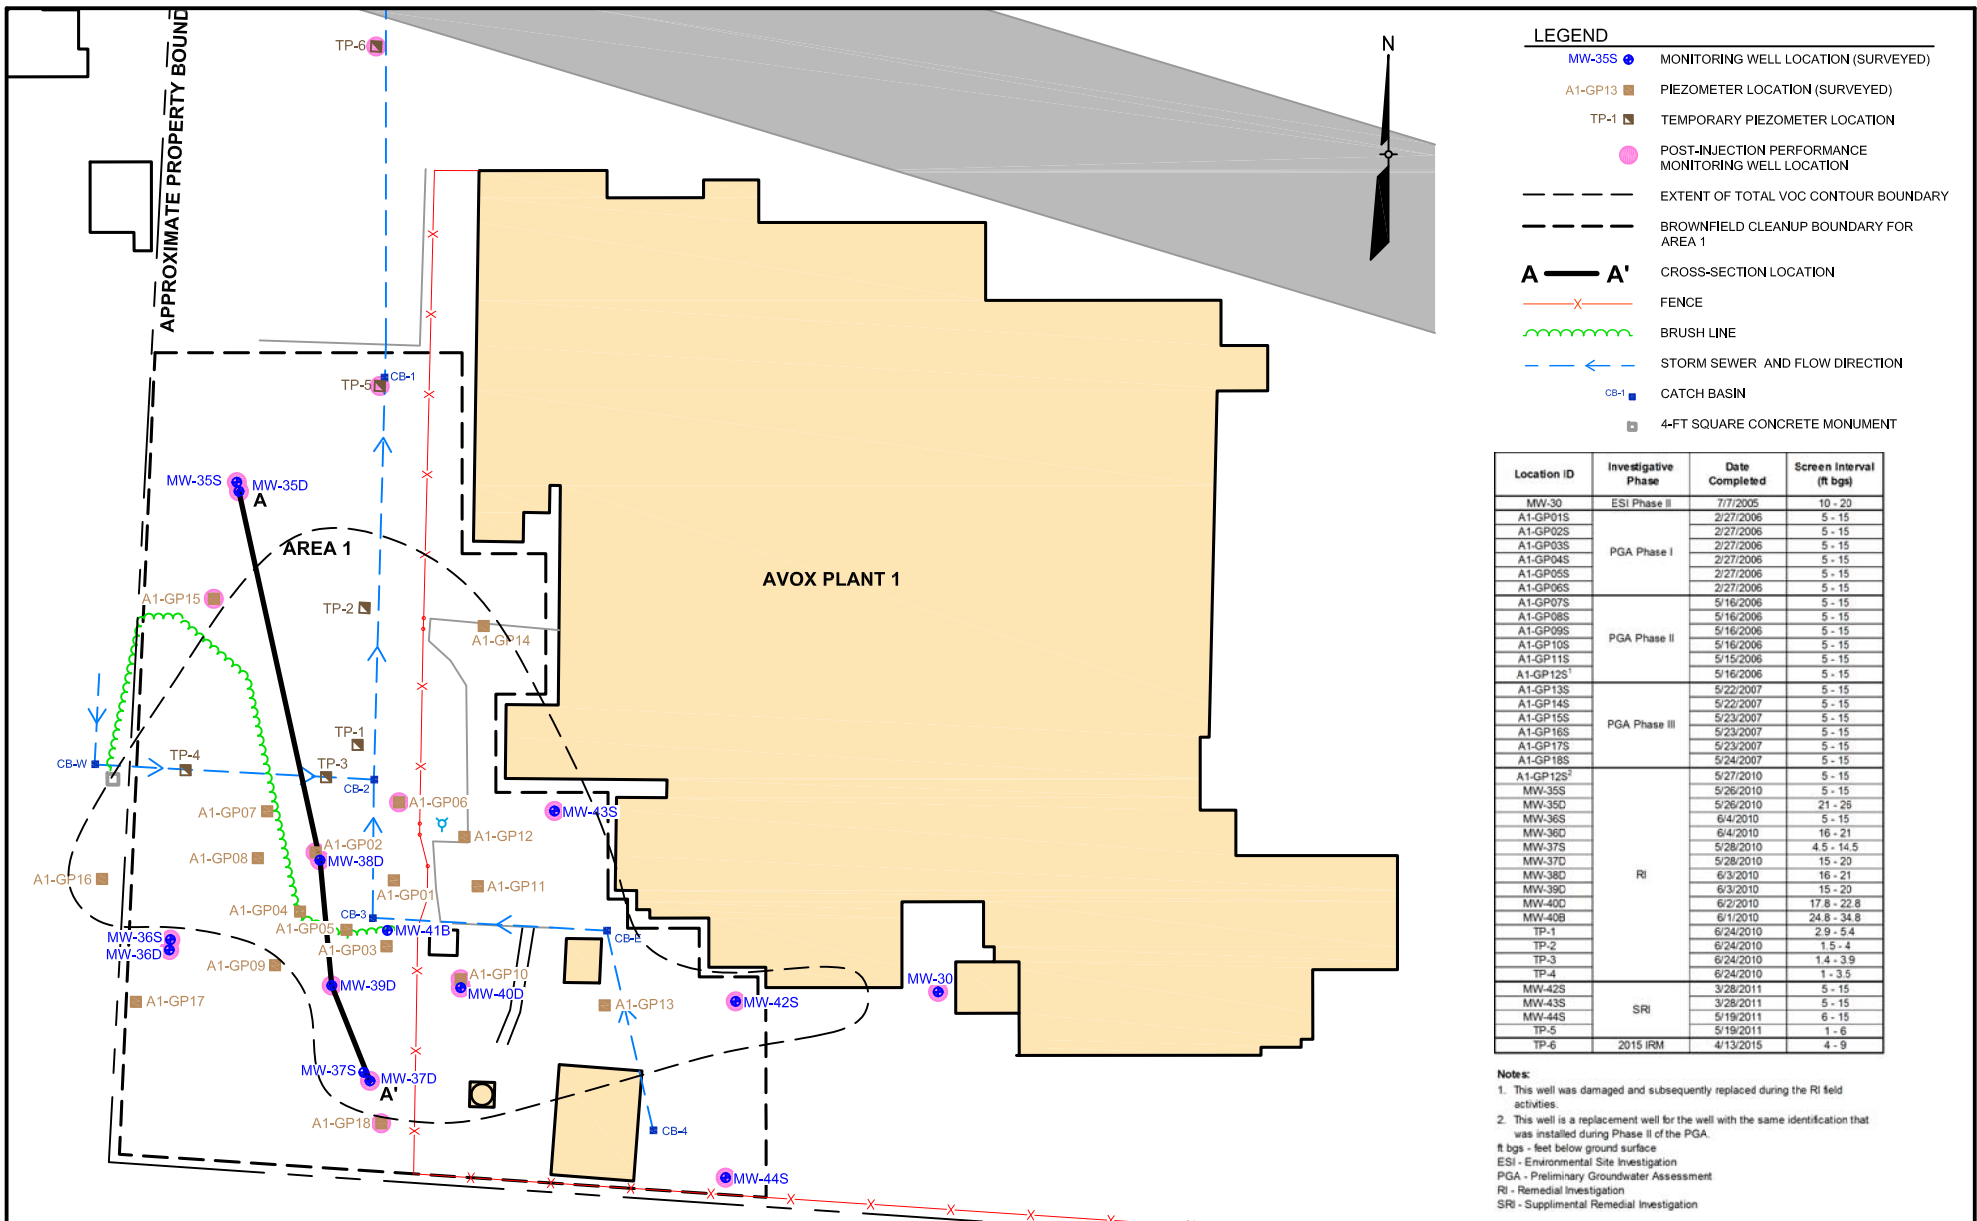 TP-6
N
APPROXIMATE PROPERTY BOUND
CB-1
TP-5
MW-35S
MW-35D
A
AREA 1
AVOX PLANT 1
A1-GP15
TP-2
A1-GP14
TP-1
CB-W
TP-4
TP-3
CB-2
A1-GP06
A1-GP07
MW-43S
A1-GP12
A1-GP02
A1-GP08
MW-38D
A1-GP16
A1-GP01
A1-GP11
A1-GP04
CB-3
A1-GP05
MW-41B
CB-E
MW-36S
A1-GP03
MW-36D
A1-GP09
A1-GP10
MW-30
MW-39D
MW-40D
A1-GP17
A1-GP13
MW-42S
MW-37S
MW-37D
A'
A1-GP18
CB-4
MW-44S
LEGEND
MW-35S MONITORING WELL LOCATION (SURVEYED)
A1-GP13 PIEZOMETER LOCATION (SURVEYED)
TP-1 TEMPORARY PIEZOMETER LOCATION
POST-INJECTION PERFORMANCE
MONITORING WELL LOCATION
EXTENT OF TOTAL VOC CONTOUR BOUNDARY
BROWNFIELD CLEANUP BOUNDARY FOR
AREA 1
A A' CROSS-SECTION LOCATION
X FENCE
BRUSH LINE
STORM SEWER AND FLOW DIRECTION
CB-1 CATCH BASIN
4-FT SQUARE CONCRETE MONUMENT
Location ID Investigative Phase Date Completed Screen Interval (ft bgs)
MW-30 ESI Phase II 7/7/2005 10 - 20
A1-GP01S PGA Phase I 2/27/2006 5 - 15
A1-GP02S 2/27/2006 5 - 15
A1-GP03S 2/27/2006 5 - 15
A1-GP04S 2/27/2006 5 - 15
A1-GP05S 2/27/2006 5 - 15
A1-GP06S 2/27/2006 5 - 15
A1-GP07S PGA Phase II 5/16/2006 5 - 15
A1-GP08S 5/16/2006 5 - 15
A1-GP09S 5/16/2006 5 - 15
A1-GP10S 5/16/2006 5 - 15
A1-GP11S 5/15/2006 5 - 15
A1-GP12S¹ 5/16/2006 5 - 15
A1-GP13S PGA Phase III 5/22/2007 5 - 15
A1-GP14S 5/22/2007 5 - 15
A1-GP15S 5/23/2007 5 - 15
A1-GP16S 5/23/2007 5 - 15
A1-GP17S 5/23/2007 5 - 15
A1-GP18S 5/24/2007 5 - 15
A1-GP12S² RI 5/27/2010 5 - 15
MW-35S 5/26/2010 5 - 15
MW-35D 5/26/2010 21 - 26
MW-36S 6/4/2010 5 - 15
MW-36D 6/4/2010 16 - 21
MW-37S 5/28/2010 4.5 - 14.5
MW-37D 5/28/2010 15 - 20
MW-38D 6/3/2010 16 - 21
MW-39D 6/3/2010 15 - 20
MW-40D 6/2/2010 17.8 - 22.8
MW-40B 6/1/2010 24.8 - 34.8
TP-1 6/24/2010 2.9 - 5.4
TP-2 6/24/2010 1.5 - 4
TP-3 6/24/2010 1.4 - 3.9
TP-4 6/24/2010 1 - 3.5
MW-42S SRI 3/28/2011 5 - 15
MW-43S 3/28/2011 5 - 15
MW-44S 5/19/2011 6 - 15
TP-5 5/19/2011 1 - 6
TP-6 2015 IRM 4/13/2015 4 - 9
Notes:
1. This well was damaged and subsequently replaced during the RI field
activities.
2. This well is a replacement well for the well with the same identification that
was installed during Phase II of the PGA.
ft bgs - feet below ground surface
ESI - Environmental Site Investigation
PGA - Preliminary Groundwater Assessment
RI - Remedial Investigation
SRI - Supplimental Remedial Investigation